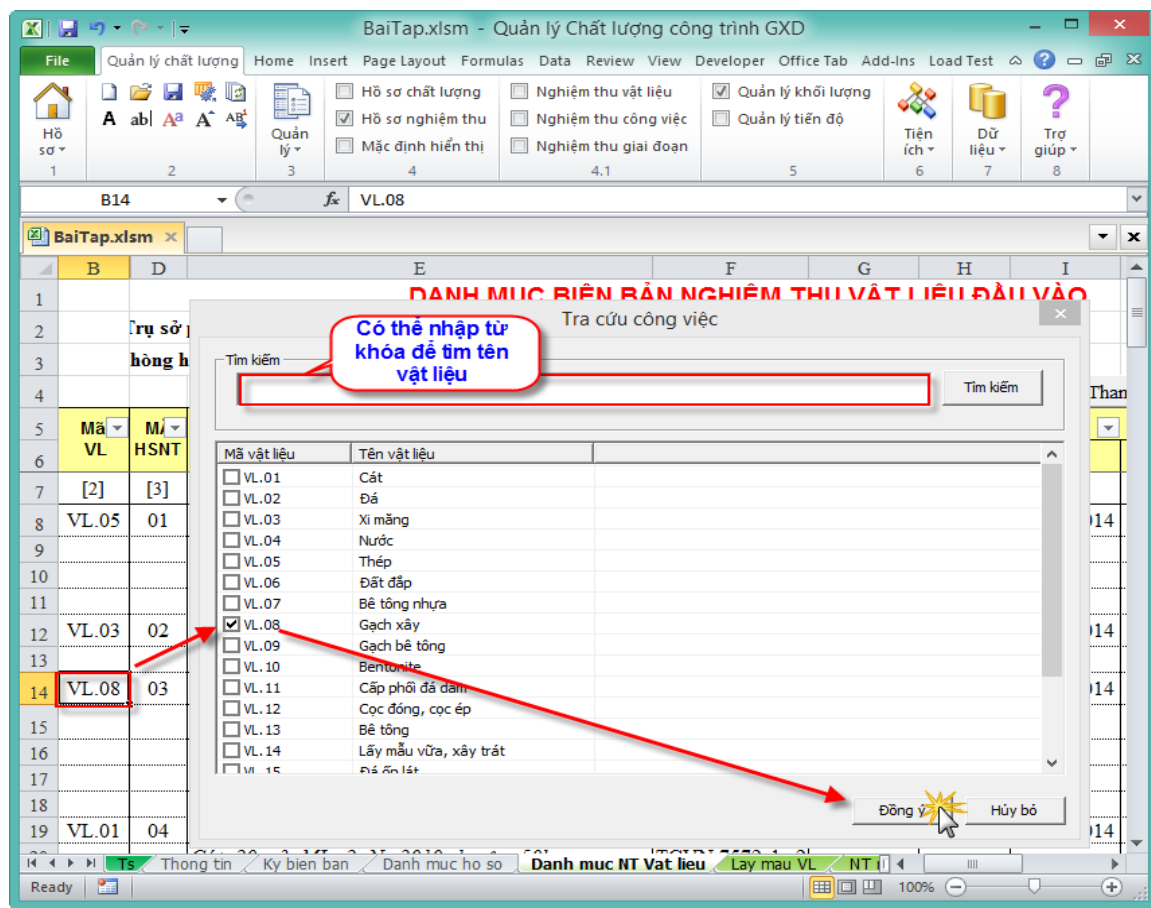 BaiTap.xlsm - Quản lý Chất lượng công trình GXD
File Quản lý chất lượng Home Insert Page Layout Formulas Data Review View Developer Office Tab Add-Ins Load Test
Hồ sơ
Quản lý
Hồ sơ chất lượng
Hồ sơ nghiệm thu
Mặc định hiển thị
Nghiệm thu vật liệu
Nghiệm thu công việc
Nghiệm thu giai đoạn
Quản lý khối lượng
Quản lý tiến độ
Tiện ích
Dữ liệu
Trợ giúp
1 2 3 4 4.1 5 6 7 8
B14 fx VL.08
BaiTap.xlsm
B D E F G H I
1 DANH MỤC BIÊN BẢN NGHIỆM THU VẬT LIỆU ĐẦU VÀO
2 Trụ sở
3 hòng h
4
5 Mã
6 VL HSNT
7 [2] [3]
8 VL.05 01
9
10
11
12 VL.03 02
13
14 VL.08 03
15
16
17
18
19 VL.01 04
Tra cứu công việc
Có thể nhập từ
khóa để tìm tên
vật liệu
Tìm kiếm
Tìm kiếm
Mã vật liệu Tên vật liệu
VL.01 Cát
VL.02 Đá
VL.03 Xi măng
VL.04 Nước
VL.05 Thép
VL.06 Đất đắp
VL.07 Bê tông nhựa
VL.08 Gạch xây
VL.09 Gạch bê tông
VL.10 Bentonite
VL.11 Cấp phối đá dăm
VL.12 Cọc đóng, cọc ép
VL.13 Bê tông
VL.14 Lấy mẫu vữa, xây trát
VL.15 Đá ốp lát
Đồng ý Hủy bỏ
Ts Thong tin Ky bien ban Danh muc ho so Danh muc NT Vat lieu Lay mau VL NT
Ready 100%